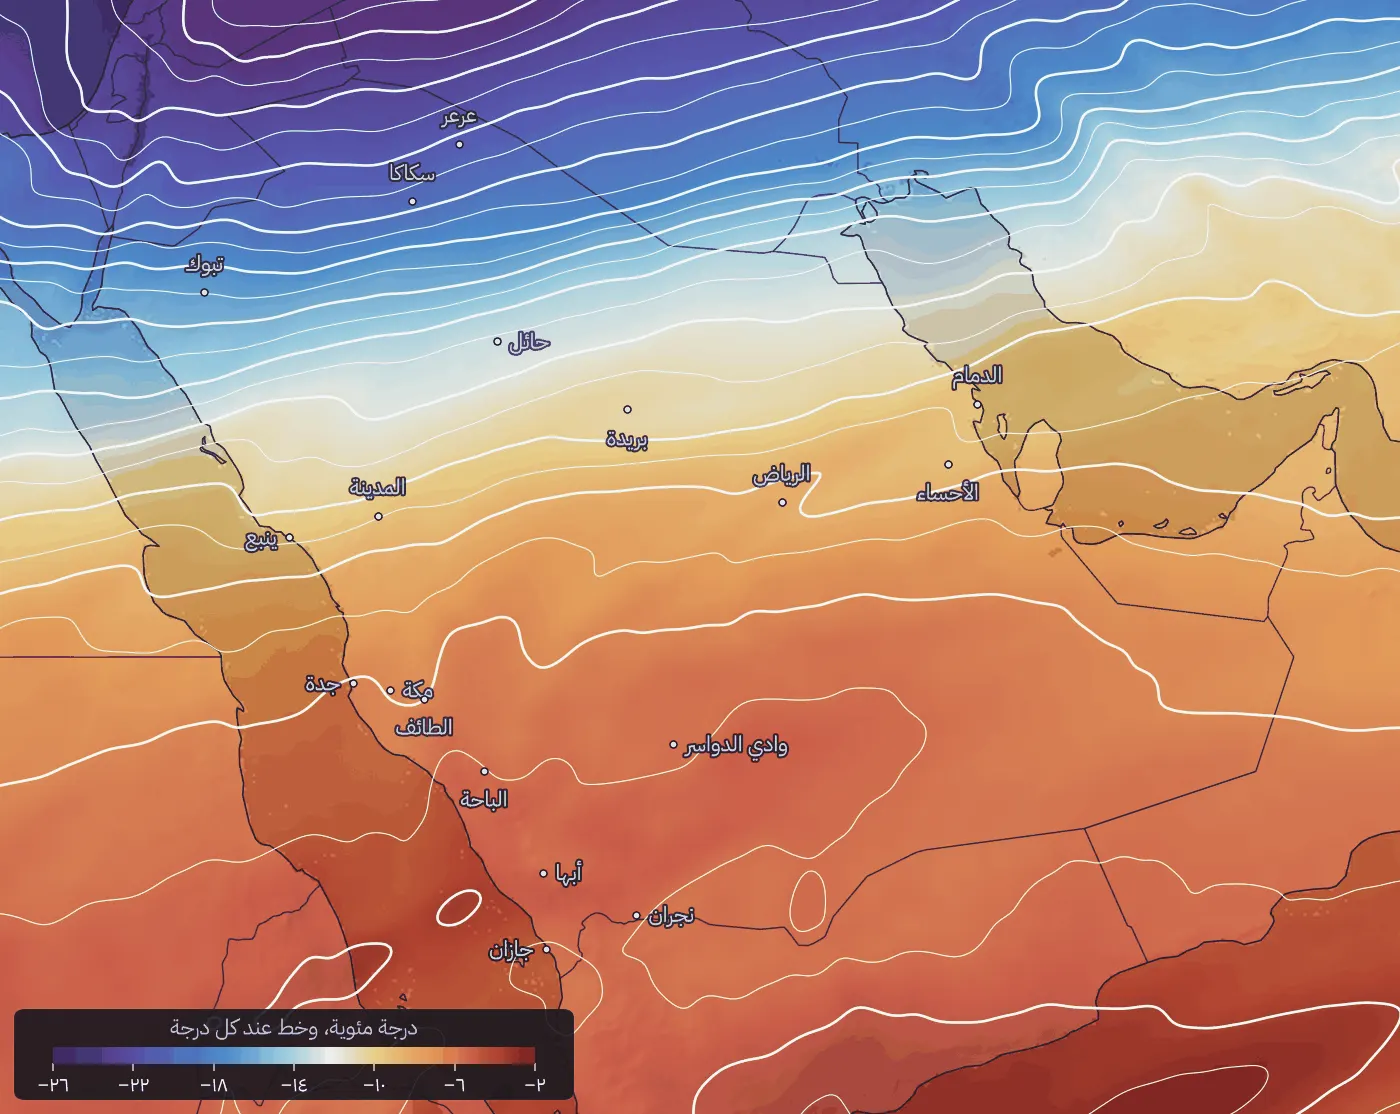 عرعر
سكاكا
تبوك
حائل
الدمام
بريدة
الرياض
المدينة
الأحساء
ينبع
جدة
مكة
الطائف
وادي الدواسر
الباحة
أبها
نجران
جازان
درجة مئوية، وخط عند كل درجة
−٢٦ −٢٢ −١٨ −١٤ −١٠ −٦ −٢